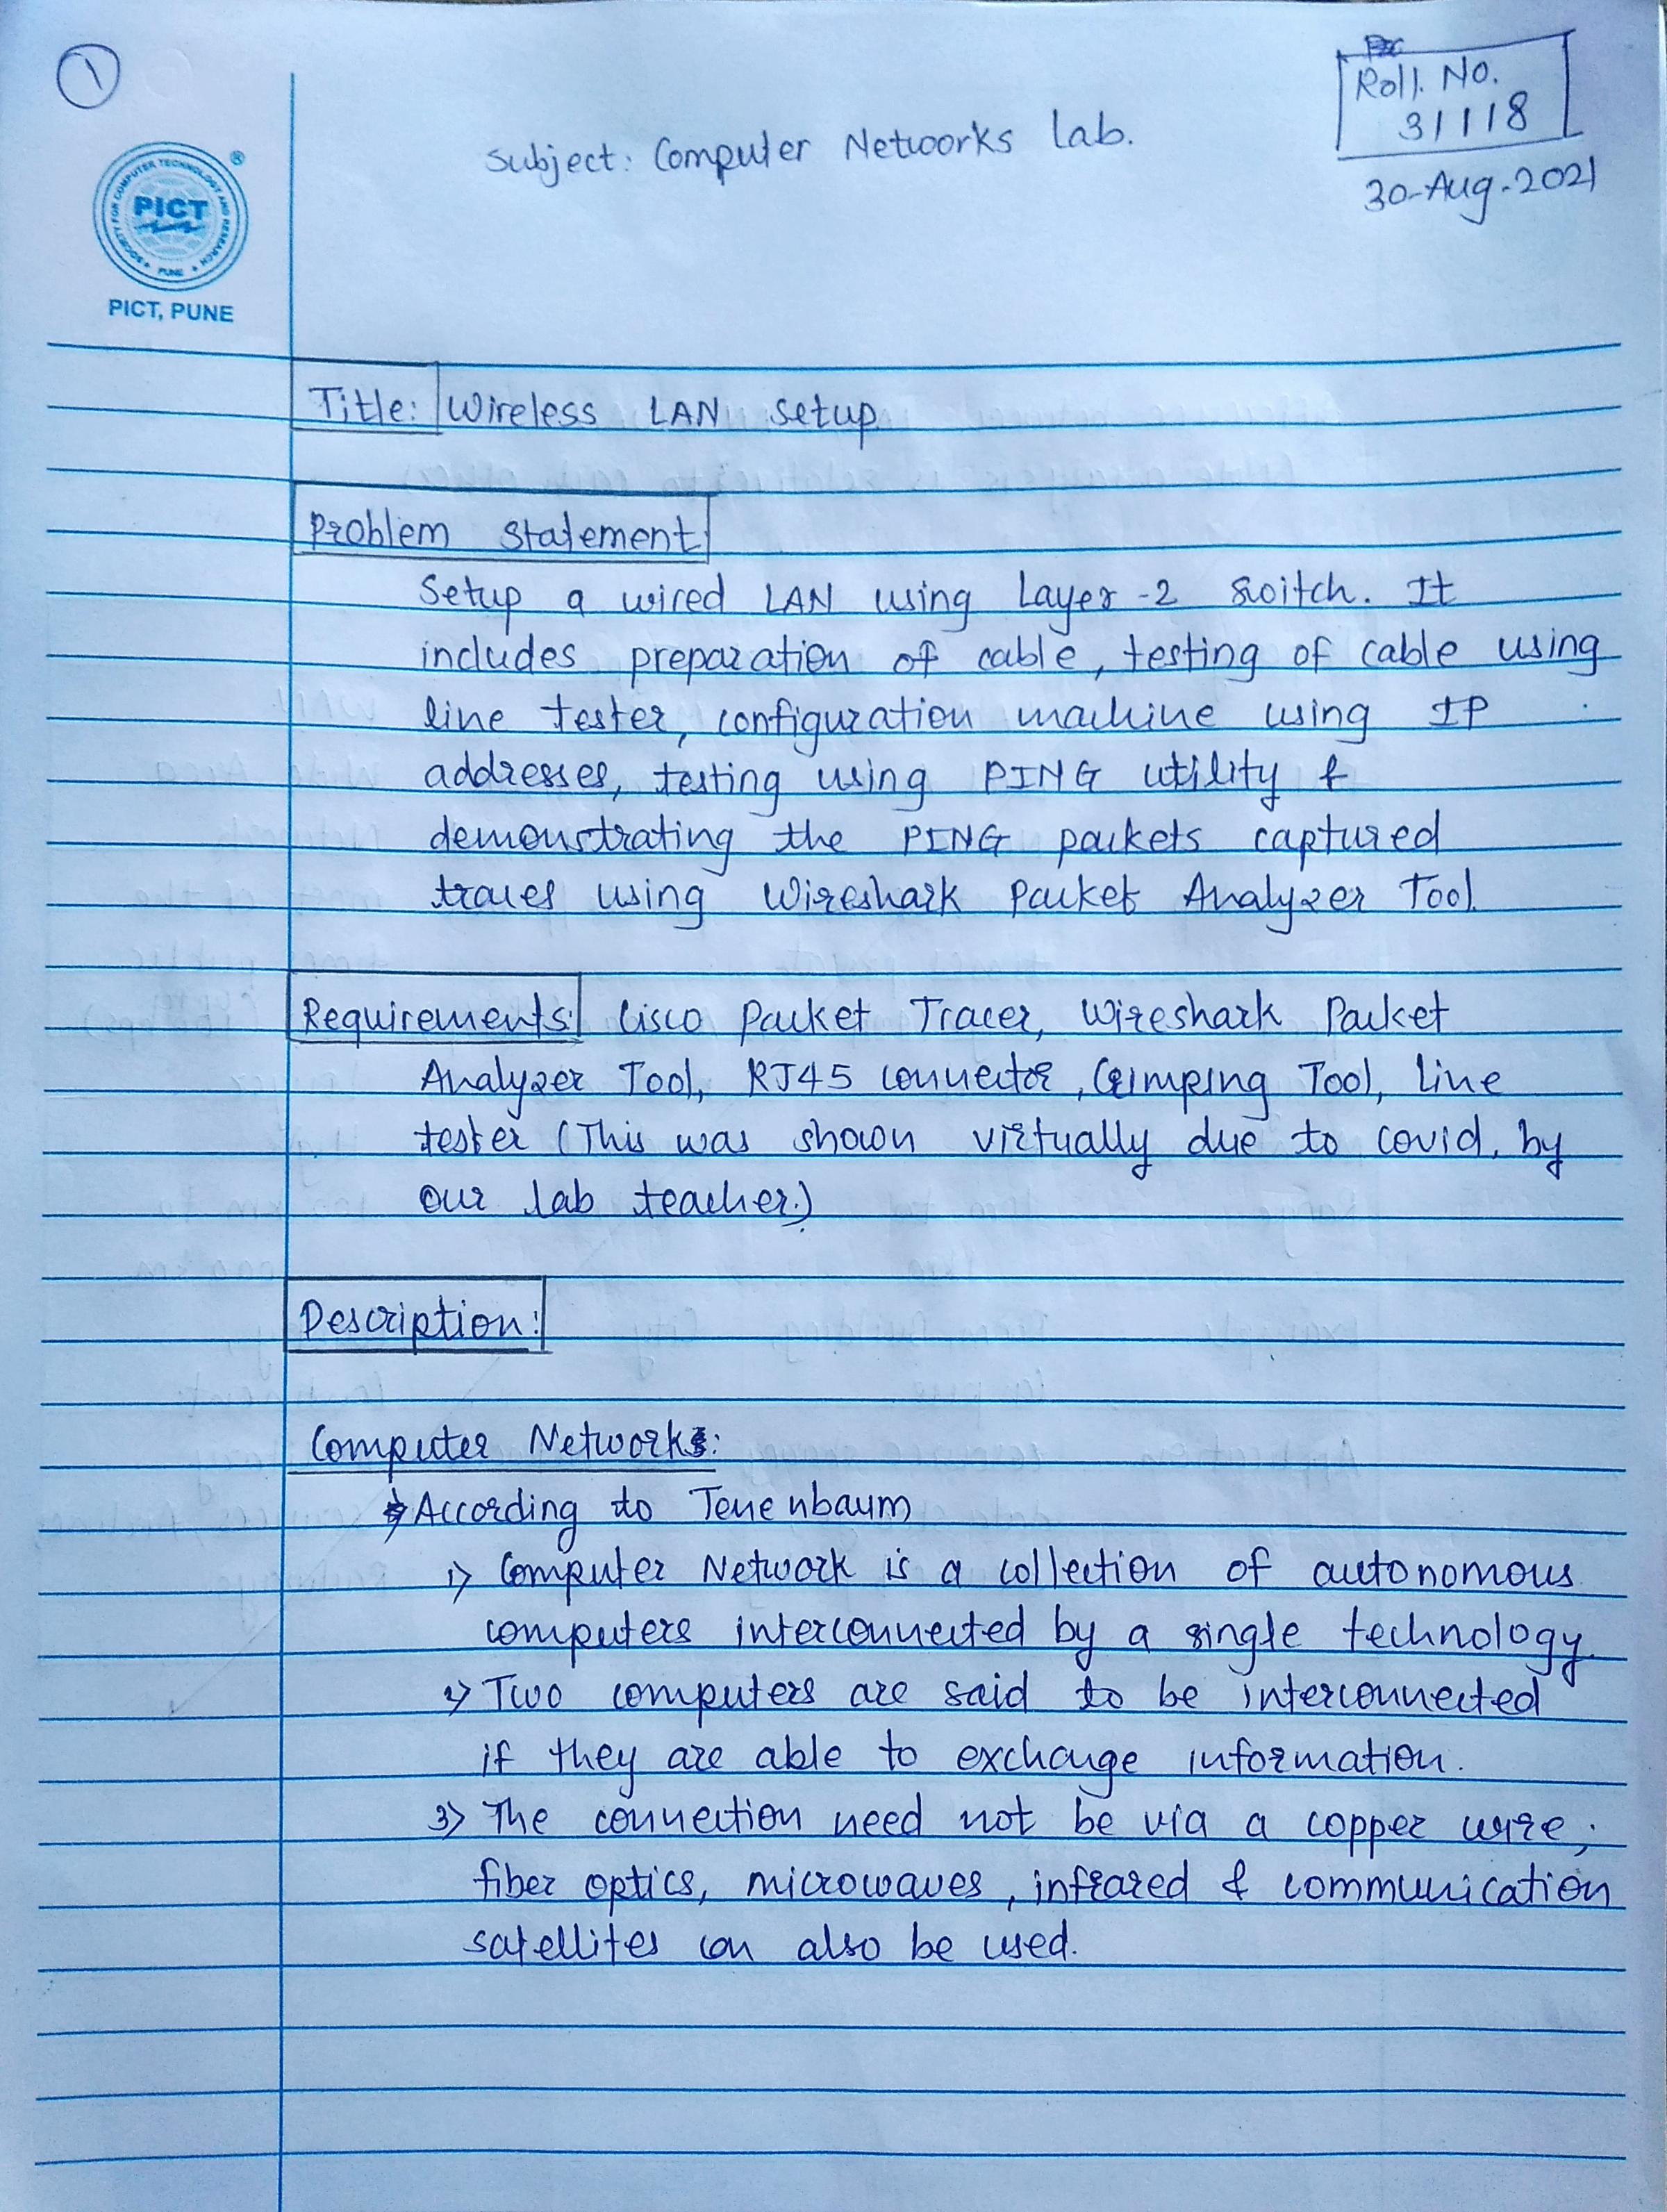 1
Roll. No.
31118
30-Aug-2021
Subject: Computer Networks Lab.
SOCIETY FOR COMPUTER TECHNOLOGY AND RESEARCH
PICT
PUNE
®
PICT, PUNE
Title: Wireless LAN setup
Problem Statement
Setup a wired LAN using Layer-2 switch. It
includes preparation of cable, testing of cable using
line tester, configuration machine using IP
addresses, testing using PING utility &
demonstrating the PING packets captured
traces using Wireshark Packet Analyzer Tool.
Requirements: Cisco Packet Tracer, Wireshark Packet
Analyzer Tool, RJ45 connector, Crimping Tool, Line
tester (This was shown virtually due to covid, by
our lab teacher.)
Description:
Computer Networks:
According to Tenenbaum
1) Computer Network is a collection of autonomous
computers interconnected by a single technology.
2) Two computers are said to be interconnected
if they are able to exchange information.
3) The connection need not be via a copper wire;
fiber optics, microwaves, infrared & communication
satellites can also be used.